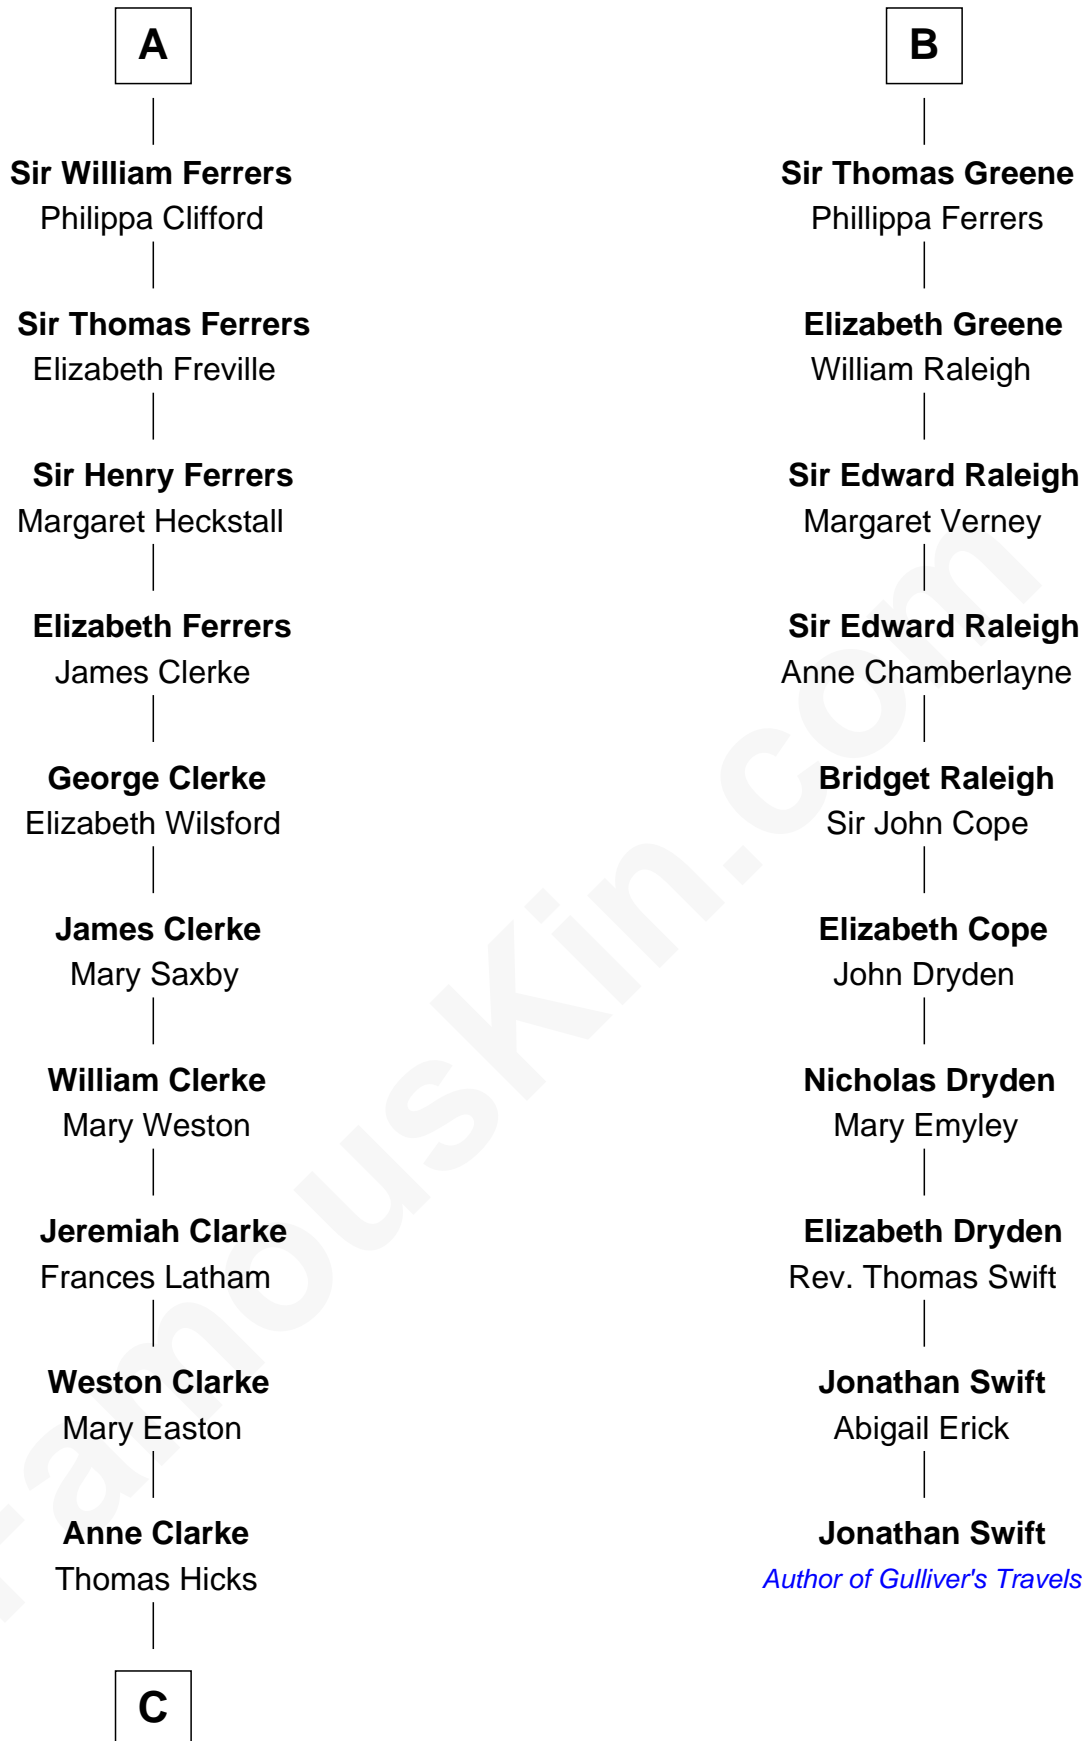 A
Sir William Ferrers
Philippa Clifford
Sir Thomas Ferrers
Elizabeth Freville
Sir Henry Ferrers
Margaret Heckstall
Elizabeth Ferrers
James Clerke
George Clerke
Elizabeth Wilsford
James Clerke
Mary Saxby
William Clerke
Mary Weston
Jeremiah Clarke
Frances Latham
Weston Clarke
Mary Easton
Anne Clarke
Thomas Hicks
C
B
Sir Thomas Greene
Phillippa Ferrers
Elizabeth Greene
William Raleigh
Sir Edward Raleigh
Margaret Verney
Sir Edward Raleigh
Anne Chamberlayne
Bridget Raleigh
Sir John Cope
Elizabeth Cope
John Dryden
Nicholas Dryden
Mary Emyley
Elizabeth Dryden
Rev. Thomas Swift
Jonathan Swift
Abigail Erick
Jonathan Swift
Author of Gulliver's Travels
FamousKin.com